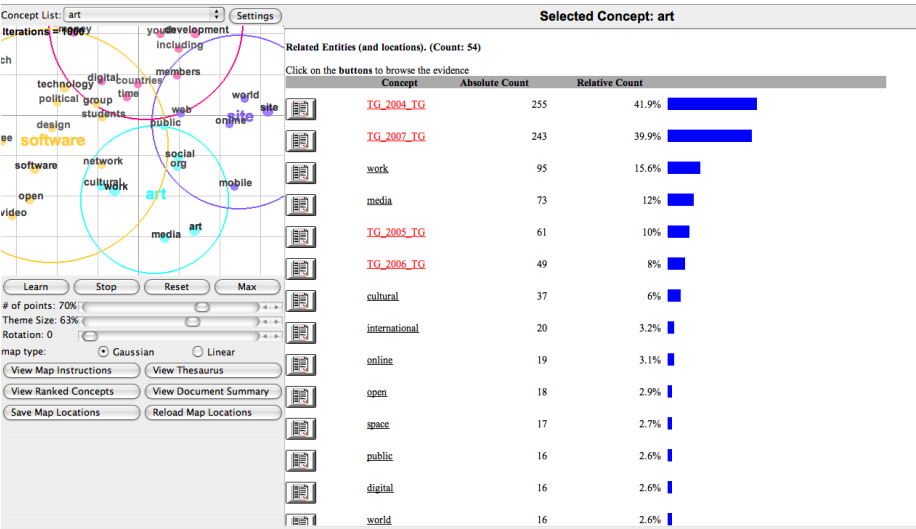 Concept List: art Settings
Iterations = 1000
money
youth development
including
ch
technology digital countries members
political group time
students web world
design public online site site
ee software
software network social
org
cultural work art mobile
open
video
media art
Learn Stop Reset Max
# of points: 70%
Theme Size: 63%
Rotation: 0
map type: Gaussian Linear
View Map Instructions View Thesaurus
View Ranked Concepts View Document Summary
Save Map Locations Reload Map Locations
Selected Concept: art
Related Entities (and locations). (Count: 54)
Click on the buttons to browse the evidence
Concept Absolute Count Relative Count
TG_2004_TG 255 41.9%
TG_2007_TG 243 39.9%
work 95 15.6%
media 73 12%
TG_2005_TG 61 10%
TG_2006_TG 49 8%
cultural 37 6%
international 20 3.2%
online 19 3.1%
open 18 2.9%
space 17 2.7%
public 16 2.6%
digital 16 2.6%
world 16 2.6%